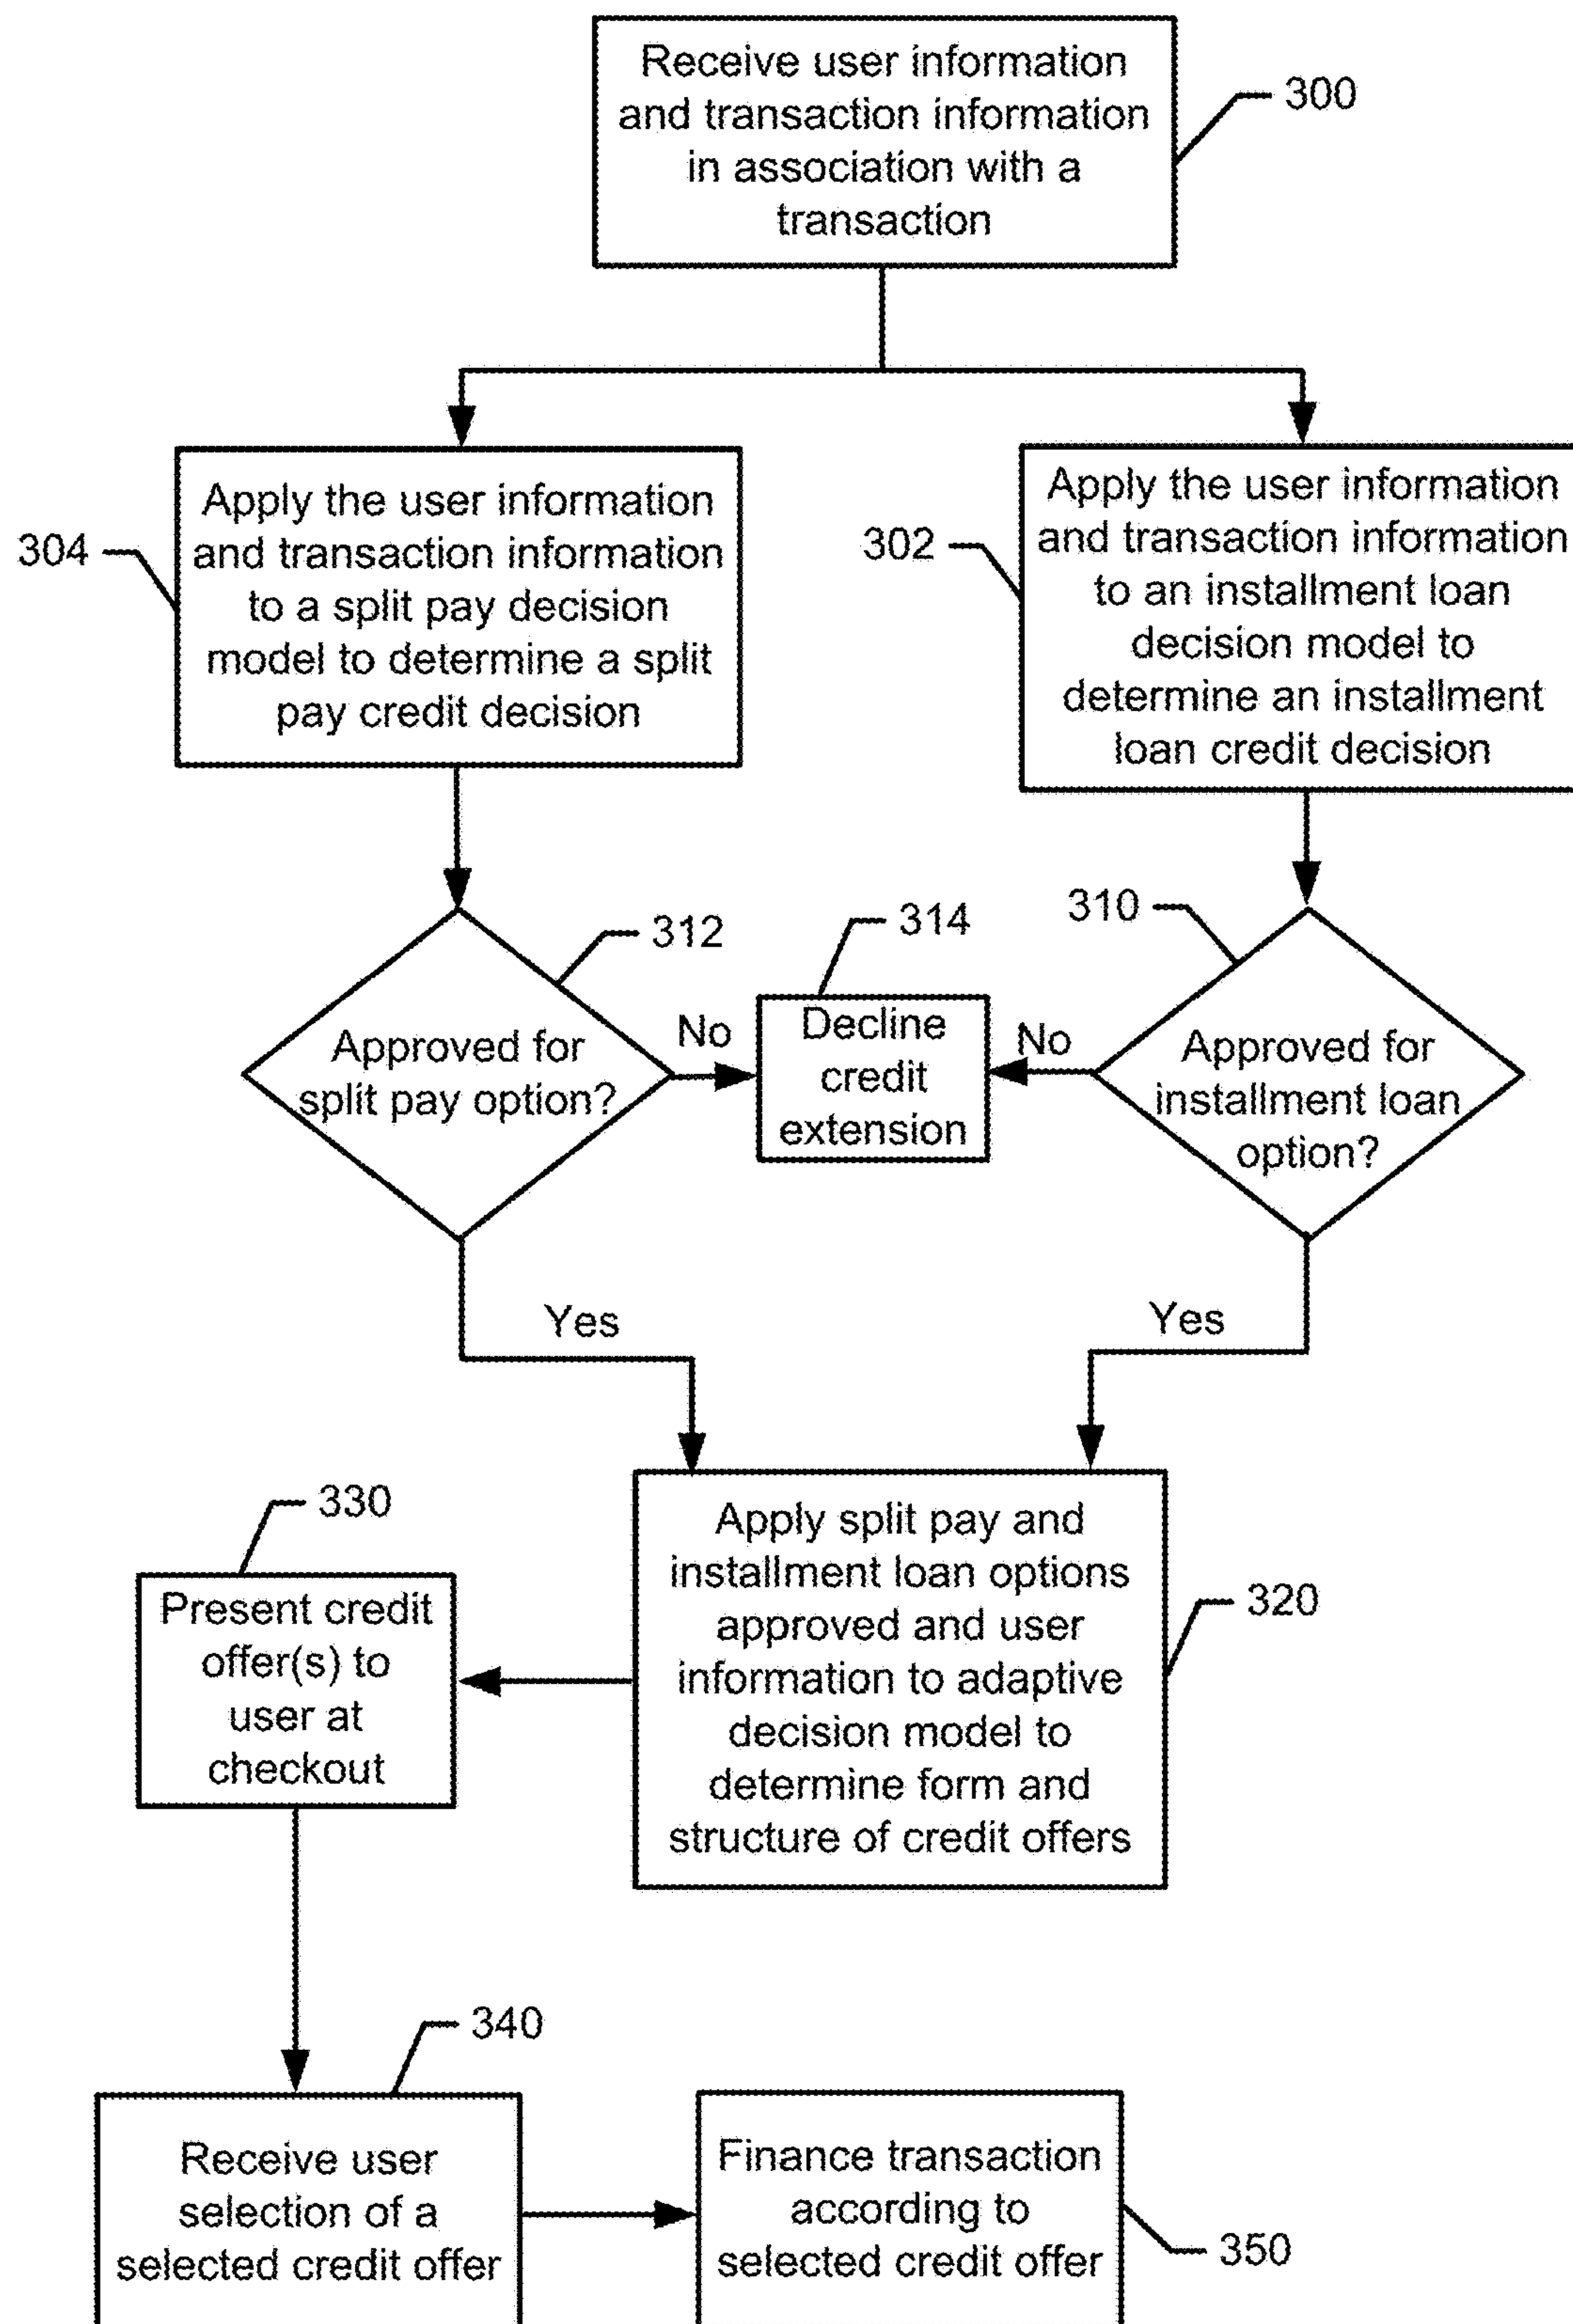 Receive user information
and transaction information
in association with a
transaction
300
304
Apply the user information
and transaction information
to a split pay decision
model to determine a split
pay credit decision
302
Apply the user information
and transaction information
to an installment loan
decision model to
determine an installment
loan credit decision
312
314
310
Approved for
split pay option?
No
Decline
credit
extension
No
Approved for
installment loan
option?
Yes
Yes
330
Present credit
offer(s) to
user at
checkout
Apply split pay and
installment loan options
approved and user
information to adaptive
decision model to
determine form and
structure of credit offers
320
340
Receive user
selection of a
selected credit offer
Finance transaction
according to
selected credit offer
350